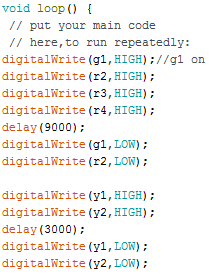 void loop() {
// put your main code
// here,to run repeatedly:
digitalWrite(g1,HIGH);//g1 on
digitalWrite(r2,HIGH);
digitalWrite(r3,HIGH);
digitalWrite(r4,HIGH);
delay(9000);
digitalWrite(g1,LOW);
digitalWrite(r2,LOW);
digitalWrite(y1,HIGH);
digitalWrite(y2,HIGH);
delay(3000);
digitalWrite(y1,LOW);
digitalWrite(y2,LOW);